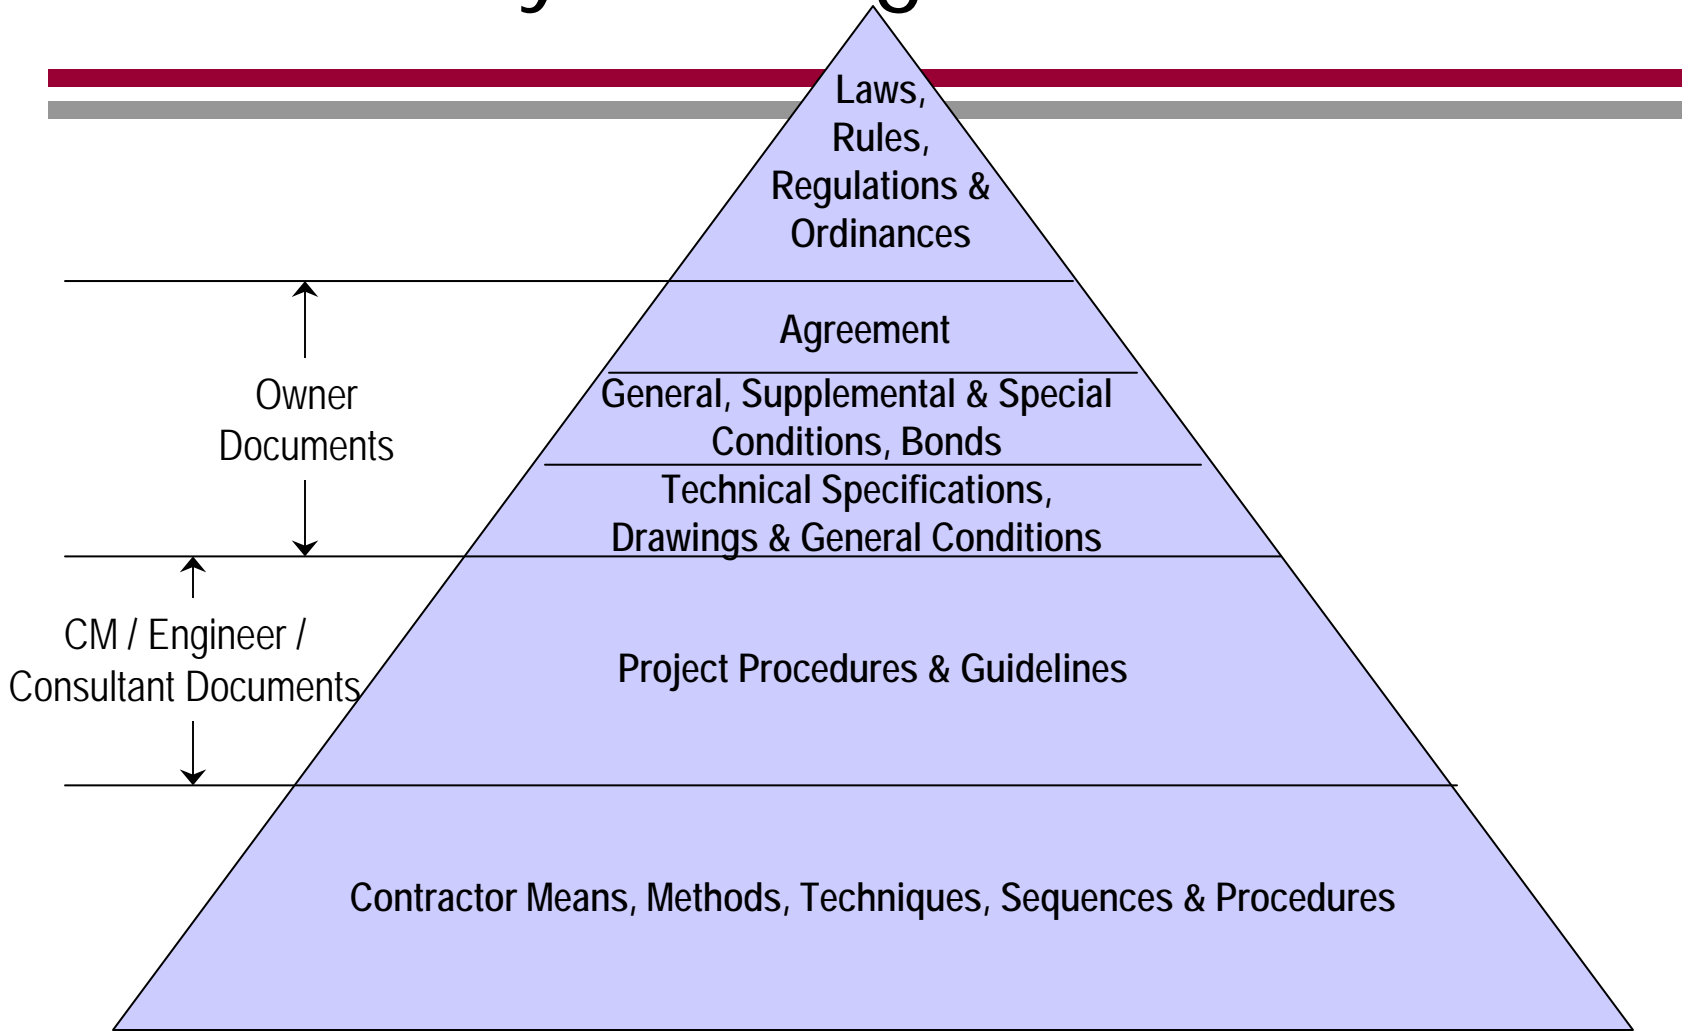 Laws,
Rules,
Regulations &
Ordinances
Agreement
General, Supplemental & Special
Conditions, Bonds
Technical Specifications,
Drawings & General Conditions
Owner
Documents
CM / Engineer /
Consultant Documents
Project Procedures & Guidelines
Contractor Means, Methods, Techniques, Sequences & Procedures